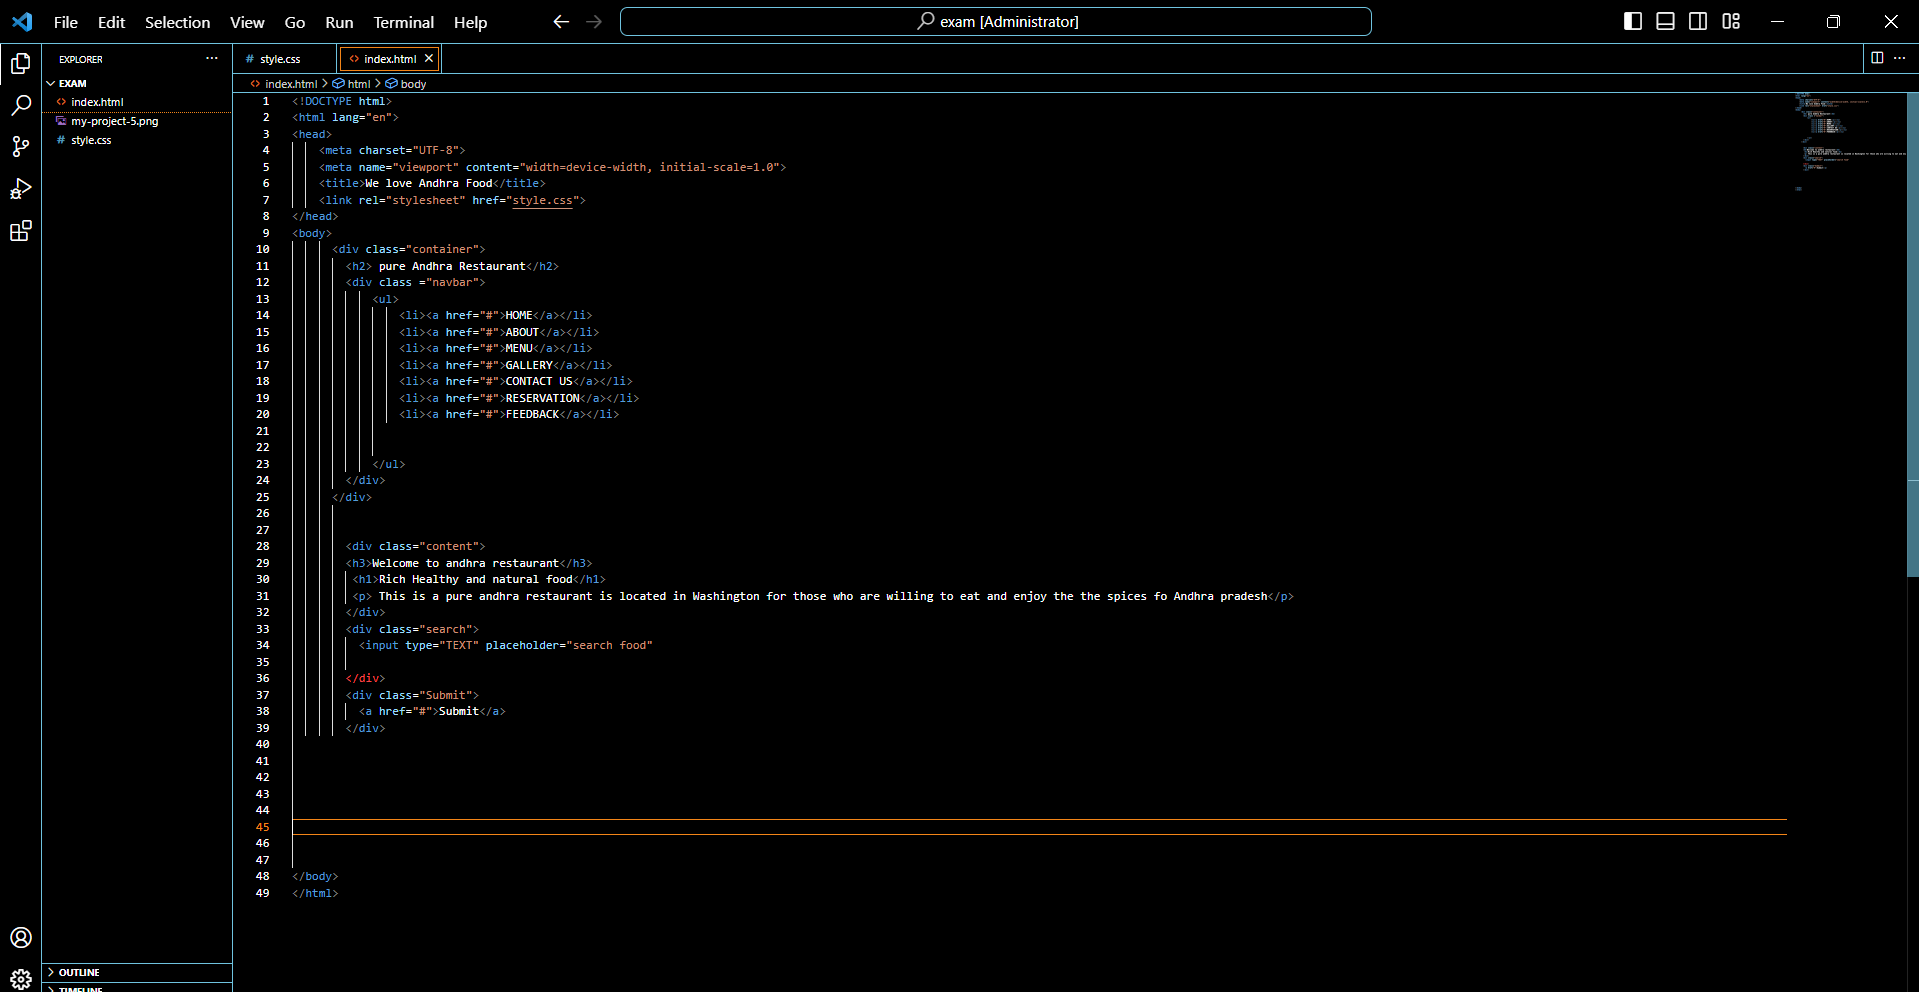 File Edit Selection View Go Run Terminal Help
exam [Administrator]
EXPLORER
EXAM
index.html
my-project-5.png
style.css
OUTLINE
TIMELINE
# style.css
<> index.html
index.html > html > body
1 <!DOCTYPE html>
2 <html lang="en">
3 <head>
4 <meta charset="UTF-8">
5 <meta name="viewport" content="width=device-width, initial-scale=1.0">
6 <title>We love Andhra Food</title>
7 <link rel="stylesheet" href="style.css">
8 </head>
9 <body>
10 <div class="container">
11 <h2> pure Andhra Restaurant</h2>
12 <div class ="navbar">
13 <ul>
14 <li><a href="#">HOME</a></li>
15 <li><a href="#">ABOUT</a></li>
16 <li><a href="#">MENU</a></li>
17 <li><a href="#">GALLERY</a></li>
18 <li><a href="#">CONTACT US</a></li>
19 <li><a href="#">RESERVATION</a></li>
20 <li><a href="#">FEEDBACK</a></li>
21
22
23 </ul>
24 </div>
25 </div>
26
27
28 <div class="content">
29 <h3>Welcome to andhra restaurant</h3>
30 <h1>Rich Healthy and natural food</h1>
31 <p> This is a pure andhra restaurant is located in Washington for those who are willing to eat and enjoy the the spices fo Andhra pradesh</p>
32 </div>
33 <div class="search">
34 <input type="TEXT" placeholder="search food"
35
36 </div>
37 <div class="Submit">
38 <a href="#">Submit</a>
39 </div>
40
41
42
43
44
45
46
47
48 </body>
49 </html>